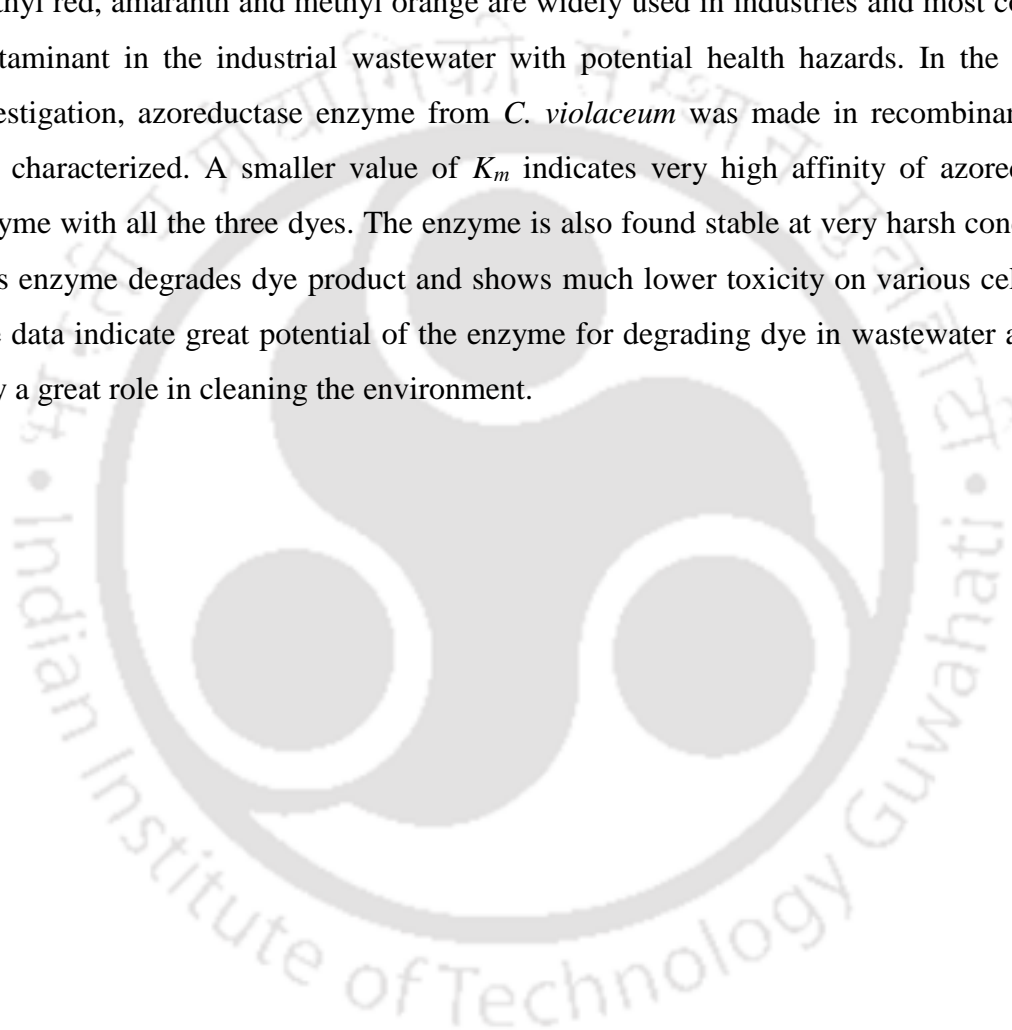 thyl red, amaranth and methyl orange are widely used in industries and most co
taminant in the industrial wastewater with potential health hazards. In the
estigation, azoreductase enzyme from C. violaceum was made in recombinar
characterized. A smaller value of Km indicates very high affinity of azored
yme with all the three dyes. The enzyme is also found stable at very harsh con
s enzyme degrades dye product and shows much lower toxicity on various cel
data indicate great potential of the enzyme for degrading dye in wastewater a
y a great role in cleaning the environment.
Indian Institute of Technology Guwahati